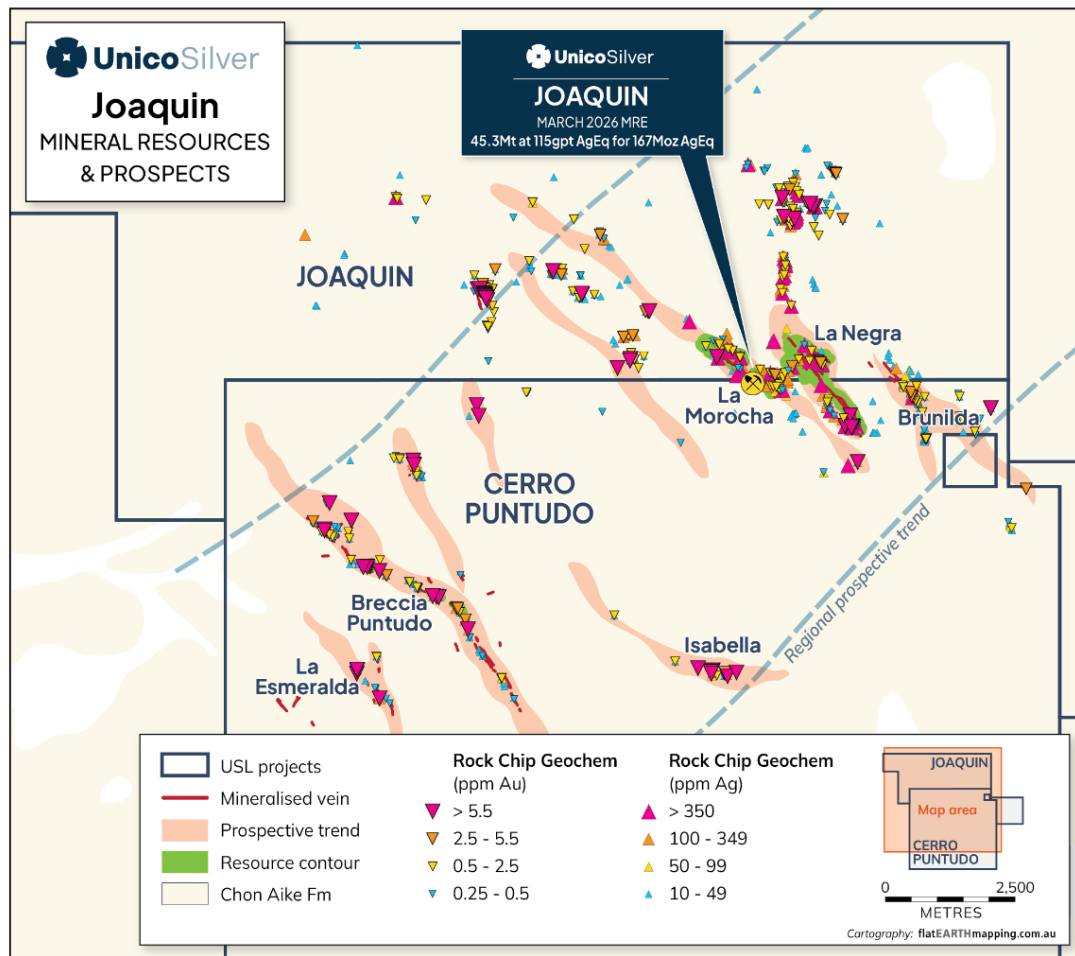 UnicoSilver
Joaquin
MINERAL RESOURCES
& PROSPECTS
UnicoSilver
JOAQUIN
MARCH 2026 MRE
45.3Mt at 115gpt AgEq for 167Moz AgEq
JOAQUIN
La Negra
La
Morocha
Brunilda
CERRO
PUNTUDO
Regional prospective trend
Breccia
Puntudo
Isabella
La
Esmeralda
USL projects
Mineralised vein
Prospective trend
Resource contour
Chon Aike Fm
Rock Chip Geochem
(ppm Au)
> 5.5
2.5 - 5.5
0.5 - 2.5
0.25 - 0.5
Rock Chip Geochem
(ppm Ag)
> 350
100 - 349
50 - 99
10 - 49
JOAQUIN
Map area
CERRO
PUNTUDO
0 2,500
METRES
Cartography: flatEARTHmapping.com.au